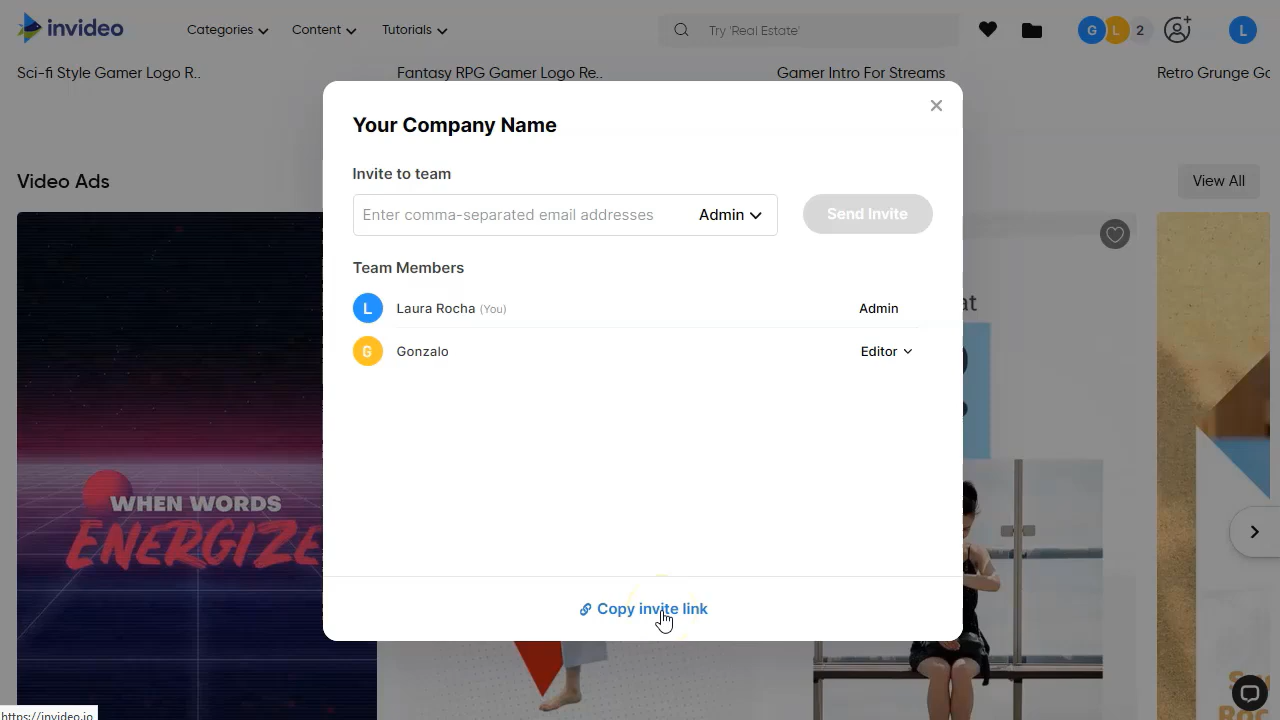 invideo
Categories
Content
Tutorials
Try 'Real Estate'
G
L
2
L
Sci-fi Style Gamer Logo R..
Fantasy RPG Gamer Logo Re..
Gamer Intro For Streams
Your Company Name
Invite to team
Enter comma-separated email addresses
Admin
Send Invite
Team Members
L
Laura Rocha (You)
Admin
G
Gonzalo
Editor
Copy invite link
Video Ads
View All
WHEN WORDS
ENERGIZE
https://invideo.io